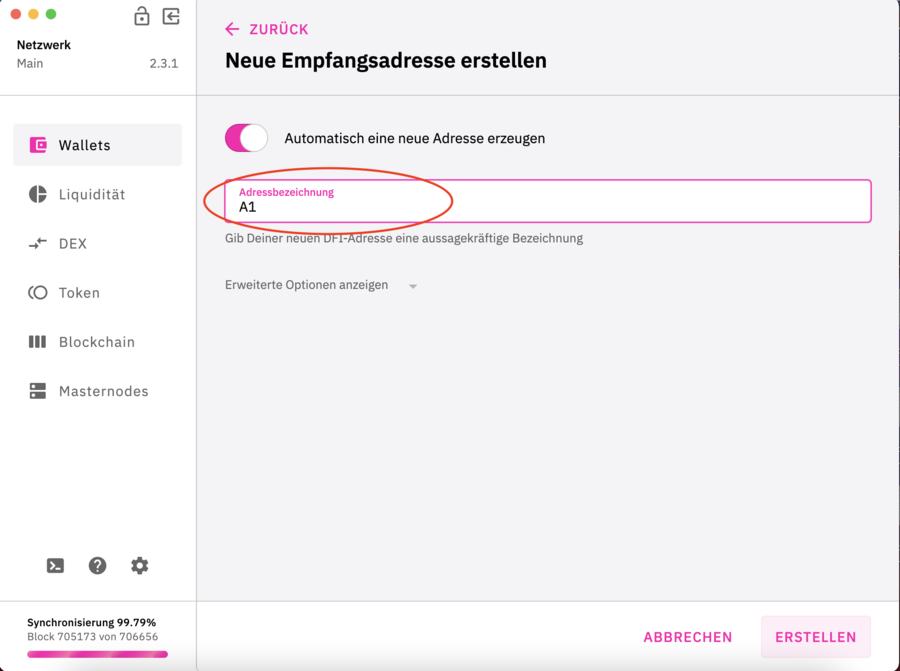 Netzwerk
Main 2.3.1
Wallets
Liquidität
DEX
Token
Blockchain
Masternodes
Synchronisierung 99.79%
Block 705173 von 706656
ZURÜCK
Neue Empfangsadresse erstellen
Automatisch eine neue Adresse erzeugen
Adressbezeichnung
A1
Gib Deiner neuen DFI-Adresse eine aussagekräftige Bezeichnung
Erweiterte Optionen anzeigen
ABBRECHEN ERSTELLEN